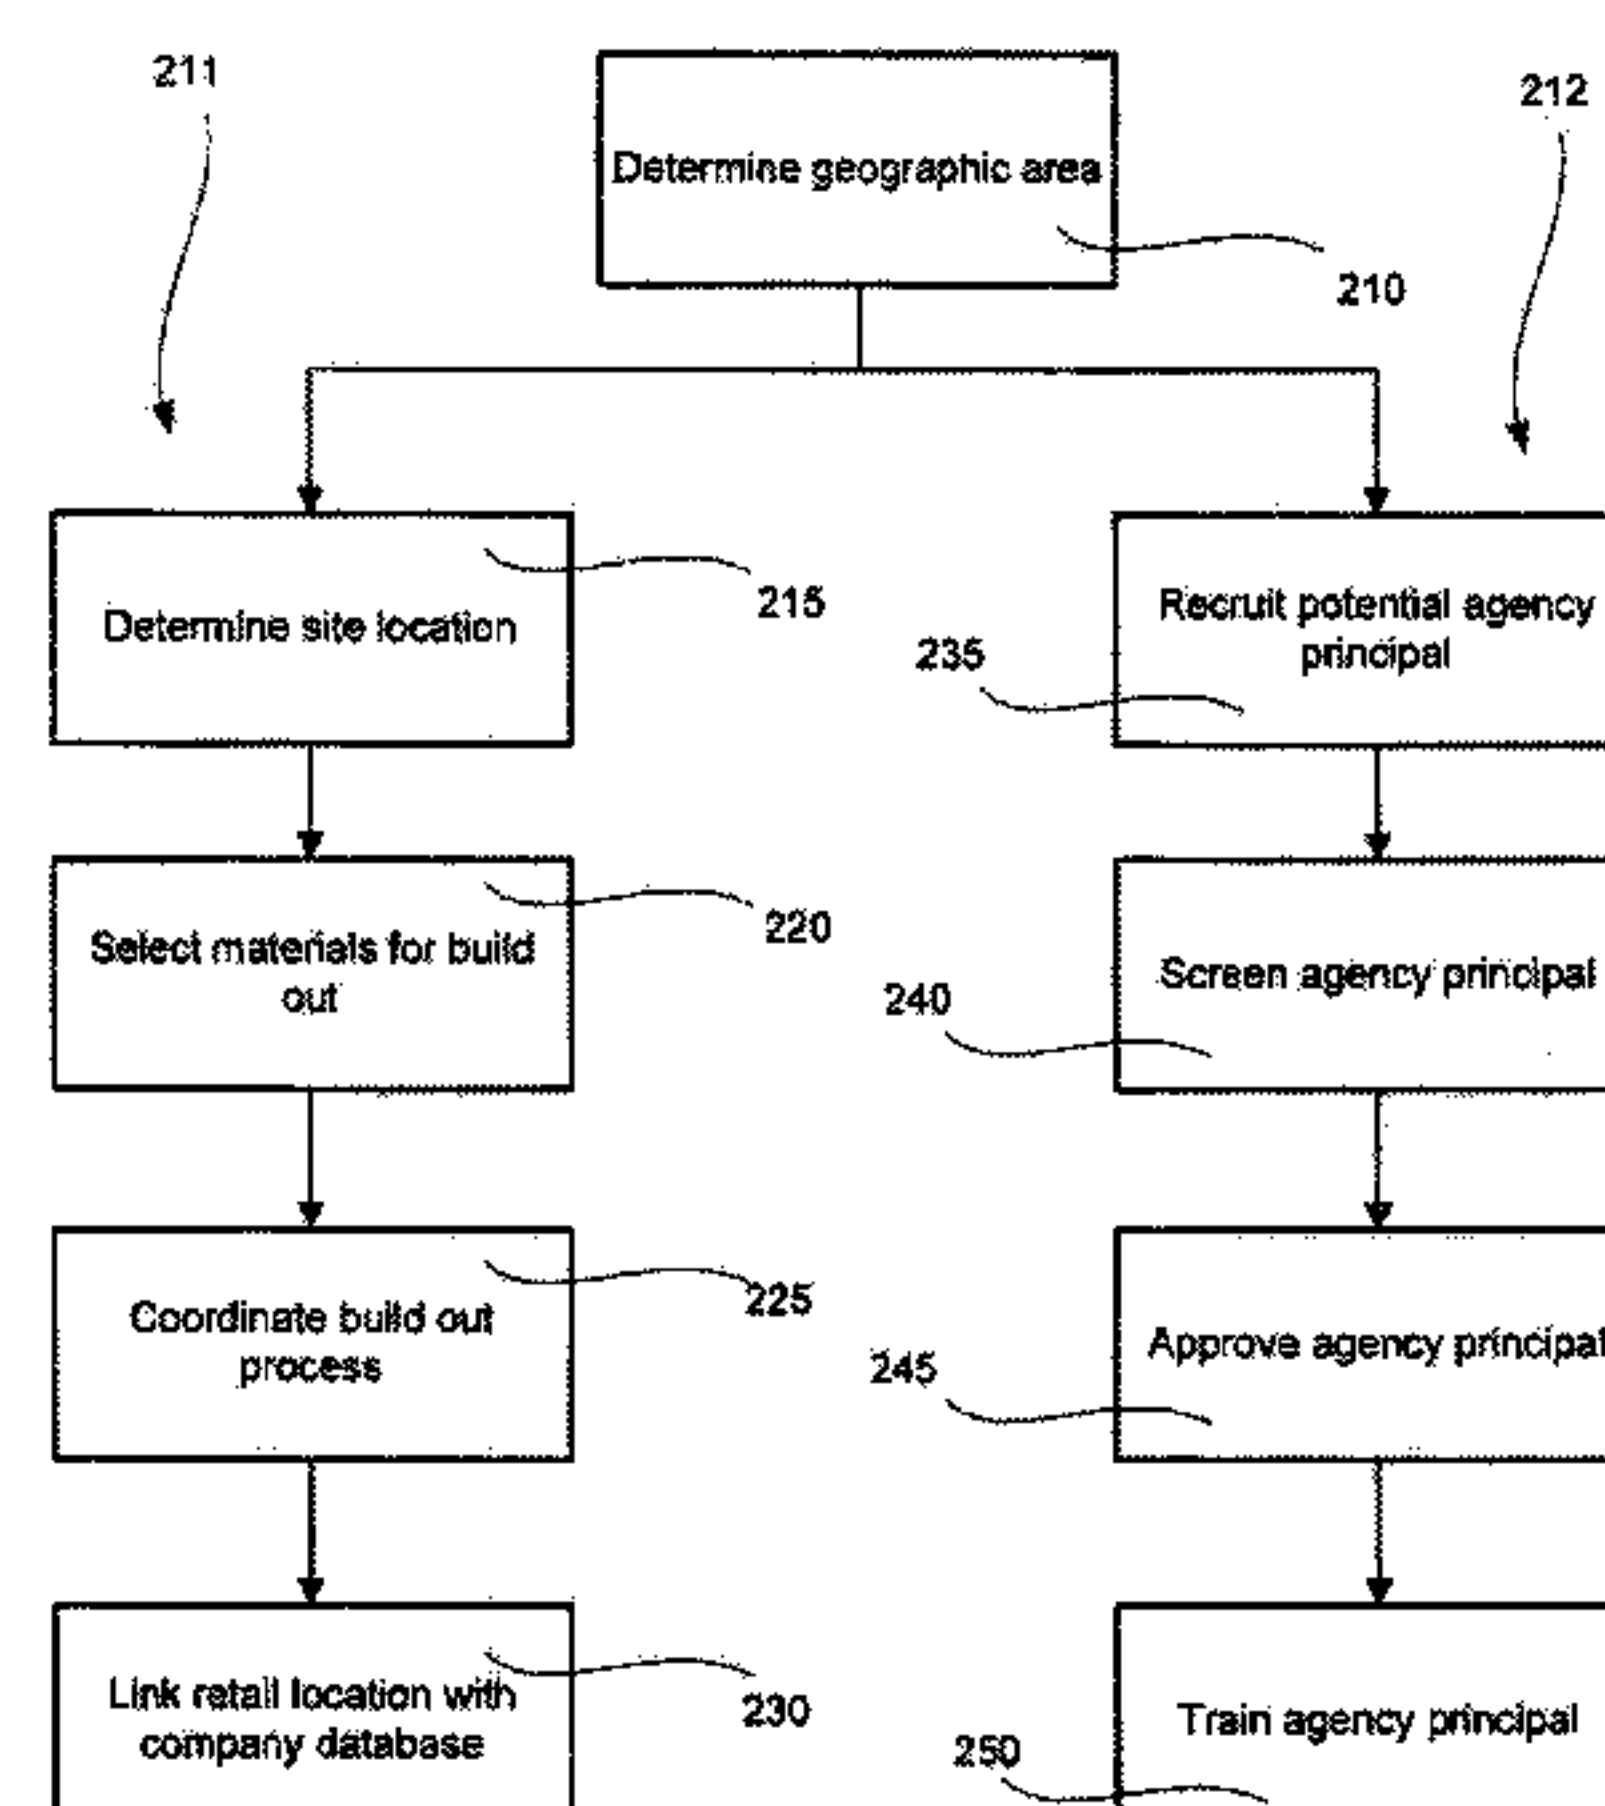 211
212
Determine geographic area
210
Determine site location
215
Recruit potential agency
principal
235
Select materials for build
out
220
Screen agency principal
240
Coordinate build out
process
225
Approve agency principal
245
Link retail location with
company database
230
Train agency principal
250